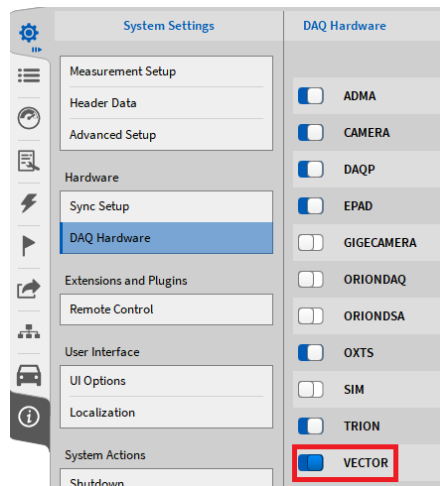 System Settings
DAQ Hardware
Measurement Setup
Header Data
Advanced Setup
Hardware
Sync Setup
DAQ Hardware
Extensions and Plugins
Remote Control
User Interface
UI Options
Localization
System Actions
Shutdown
ADMA
CAMERA
DAQP
EPAD
GIGECAMERA
ORIONDAQ
ORIONDSA
OXTS
SIM
TRION
VECTOR